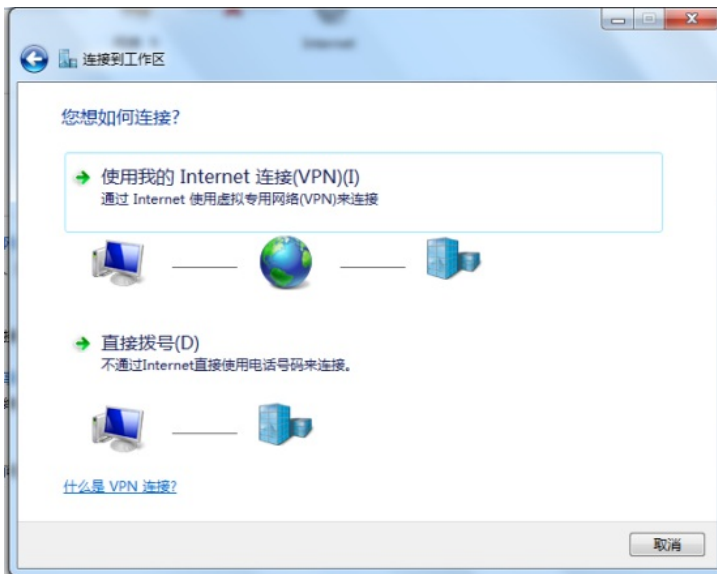 连接到工作区
您想如何连接?
使用我的 Internet 连接(VPN)(I)
通过 Internet 使用虚拟专用网络(VPN)来连接
直接拨号(D)
不通过Internet直接使用电话号码来连接。
什么是 VPN 连接?
取消